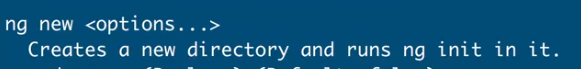 ng new <options...>
Creates a new directory and runs ng init in it.